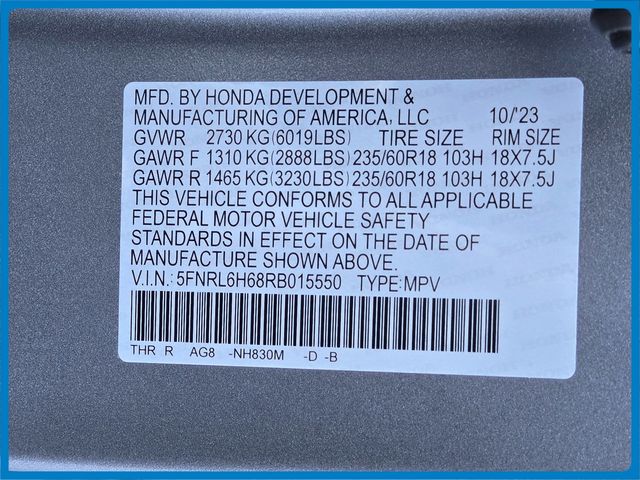 MFD. BY HONDA DEVELOPMENT &
MANUFACTURING OF AMERICA, LLC 10/'23
GVWR 2730 KG(6019LBS) TIRE SIZE RIM SIZE
GAWR F 1310 KG(2888LBS) 235/60R18 103H 18X7.5J
GAWR R 1465 KG(3230LBS) 235/60R18 103H 18X7.5J
THIS VEHICLE CONFORMS TO ALL APPLICABLE
FEDERAL MOTOR VEHICLE SAFETY
STANDARDS IN EFFECT ON THE DATE OF
MANUFACTURE SHOWN ABOVE.
V.I.N.: 5FNRL6H68RB015550 TYPE:MPV
THR R AG8 -NH830M -D -B